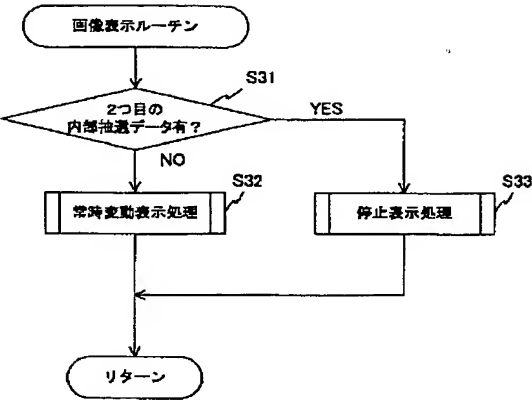 画像表示ルーチン
S31
2つ目の
内部抽選データ有？
YES
NO
S32
常時変動表示処理
S33
停止表示処理
リターン